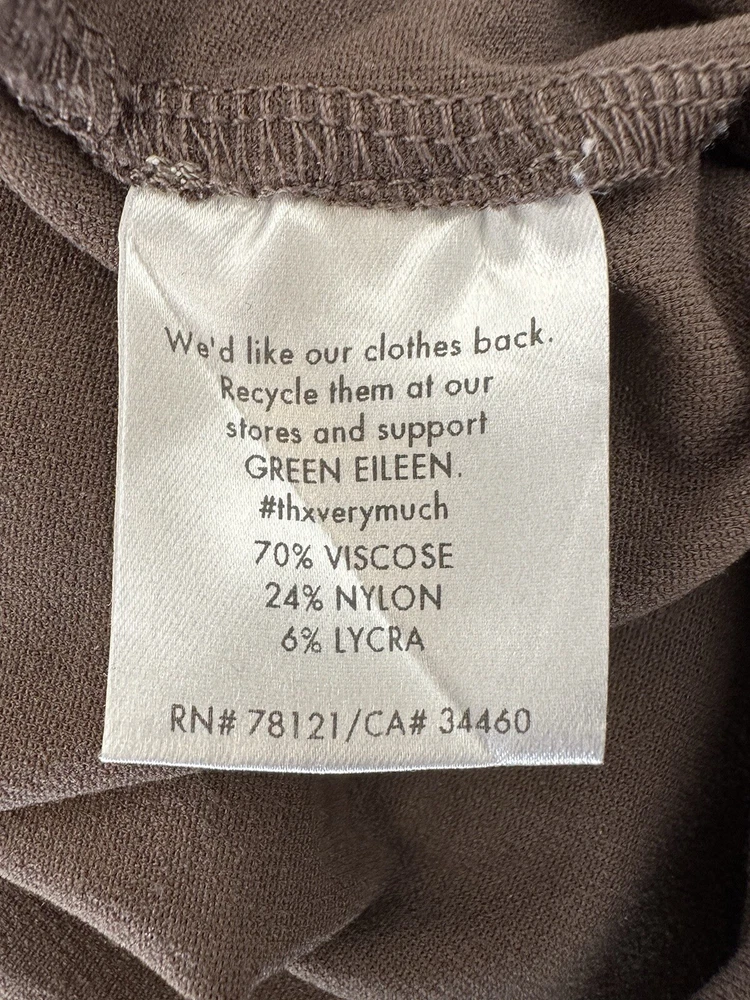 We'd like our clothes back.
Recycle them at our
stores and support
GREEN EILEEN.
#thxverymuch
70% VISCOSE
24% NYLON
6% LYCRA
RN# 78121/CA# 34460